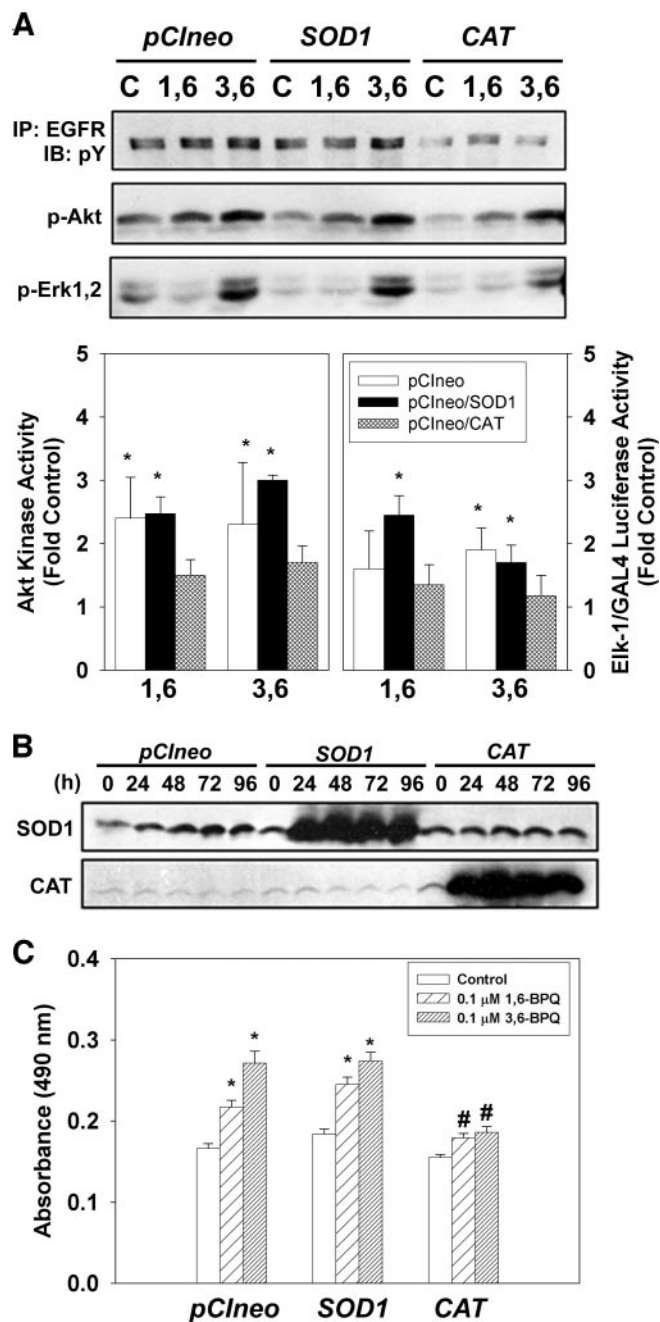 A
pCIneo SOD1 CAT
C 1,6 3,6 C 1,6 3,6 C 1,6 3,6
IP: EGFR
IB: pY
p-Akt
p-Erk1,2
5
4
3
2
1
0
Akt Kinase Activity
(Fold Control)
* * * *
1,6 3,6
pCIneo
pCIneo/SOD1
pCIneo/CAT
* * *
1,6 3,6
5
4
3
2
1
0
Elk-1/GAL4 Luciferase Activity
(Fold Control)
B
pCIneo SOD1 CAT
(h) 0 24 48 72 96 0 24 48 72 96 0 24 48 72 96
SOD1
CAT
C
0.4
0.3
0.2
0.1
0.0
Absorbance (490 nm)
Control
0.1 μM 1,6-BPQ
0.1 μM 3,6-BPQ
* * * * # #
pCIneo SOD1 CAT